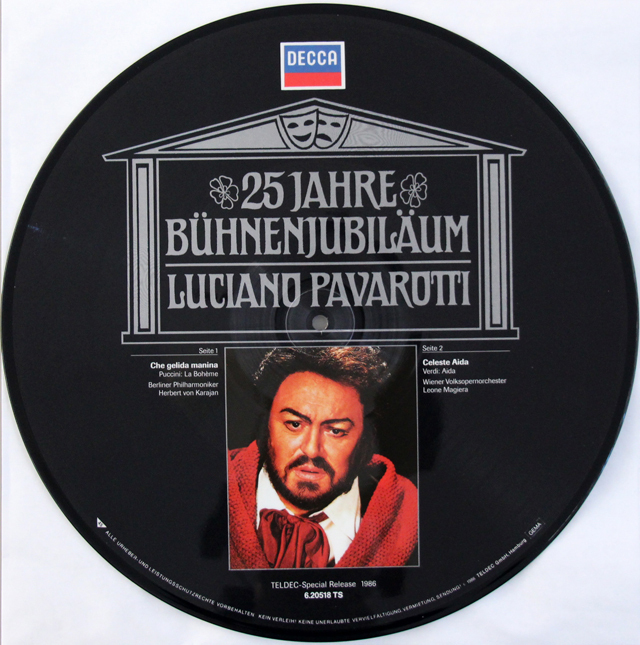 DECCA
25 JAHRE
BÜHNENJUBILÄUM
LUCIANO PAVAROTTI
Seite 1
Che gelida manina
Puccini: La Bohème
Berliner Philharmoniker
Herbert von Karajan
Seite 2
Celeste Aida
Verdi: Aida
Wiener Volksopernorchester
Leone Magiera
TELDEC-Special Release 1986
6.20518 TS
ALLE URHEBER- UND LEISTUNGSSCHUTZRECHTE VORBEHALTEN. KEIN VERLEIH! KEINE UNERLAUBTE VERVIELFÄLTIGUNG, VERMIETUNG, SENDUNG! ℗ 1986 TELDEC GmbH, Hamburg · GEMA